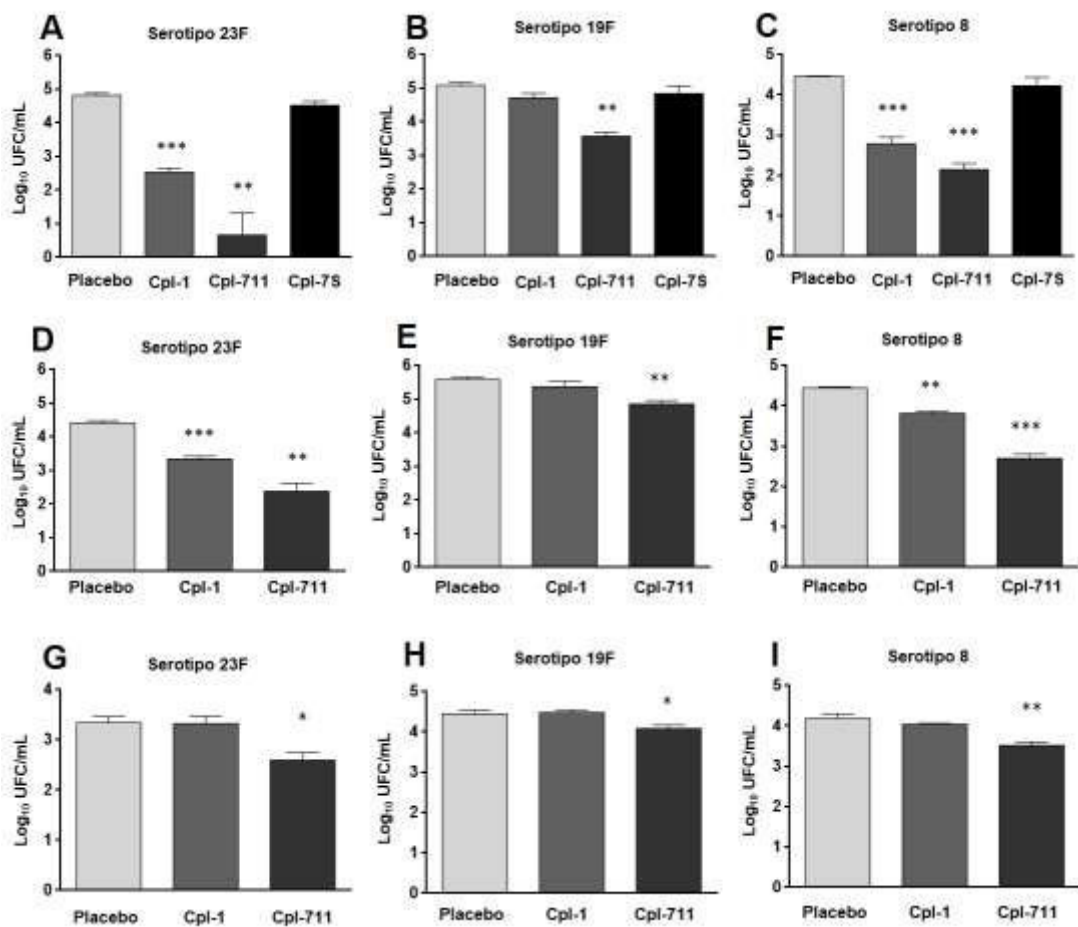 A
Serotipo 23F
6
5
4
3
2
1
0
Log₁₀ UFC/mL
***
**
Placebo Cpl-1 Cpl-711 Cpl-7S
B
Serotipo 19F
6
5
4
3
2
1
0
Log₁₀ UFC/mL
**
Placebo Cpl-1 Cpl-711 Cpl-7S
C
Serotipo 8
5
4
3
2
1
0
Log₁₀ UFC/mL
***
***
Placebo Cpl-1 Cpl-711 Cpl-7S
D
Serotipo 23F
6
5
4
3
2
1
0
Log₁₀ UFC/mL
***
**
Placebo Cpl-1 Cpl-711
E
Serotipo 19F
6
5
4
3
2
1
0
Log₁₀ UFC/mL
**
Placebo Cpl-1 Cpl-711
F
Serotipo 8
5
4
3
2
1
0
Log₁₀ UFC/mL
**
***
Placebo Cpl-1 Cpl-711
G
Serotipo 23F
4
3
2
1
0
Log₁₀ UFC/mL
*
Placebo Cpl-1 Cpl-711
H
Serotipo 19F
5
4
3
2
1
0
Log₁₀ UFC/mL
*
Placebo Cpl-1 Cpl-711
I
Serotipo 8
5
4
3
2
1
0
Log₁₀ UFC/mL
**
Placebo Cpl-1 Cpl-711